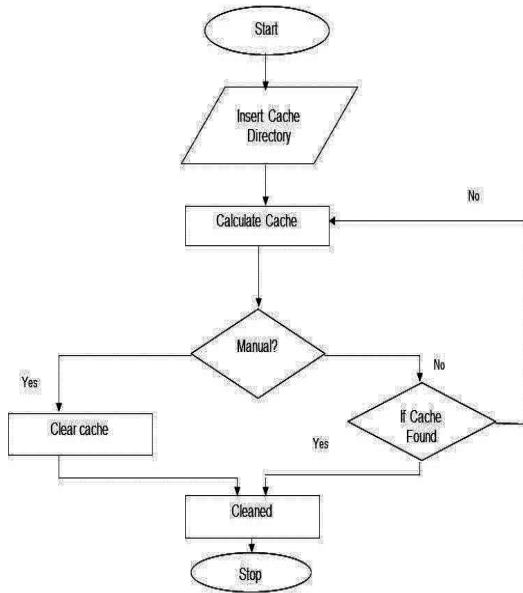 Start
Insert Cache
Directory
No
Calculate Cache
Manual?
No
Yes
If Cache
Found
Clear cache
Yes
Cleaned
Stop